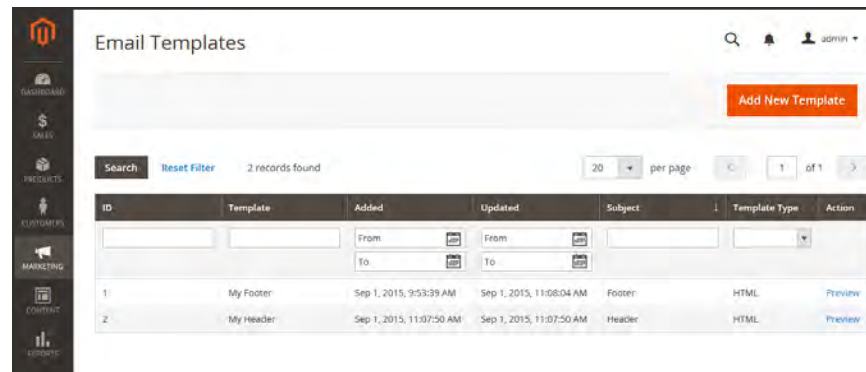 Email Templates
admin
DASHBOARD
SALES
PRODUCTS
CUSTOMERS
MARKETING
CONTENT
REPORTS
Add New Template
Search Reset Filter 2 records found 20 per page 1 of 1
ID Template Added Updated Subject Template Type Action
From From
To To
1 My Footer Sep 1, 2015, 9:53:39 AM Sep 1, 2015, 11:08:04 AM Footer HTML Preview
2 My Header Sep 1, 2015, 11:07:50 AM Sep 1, 2015, 11:07:50 AM Header HTML Preview